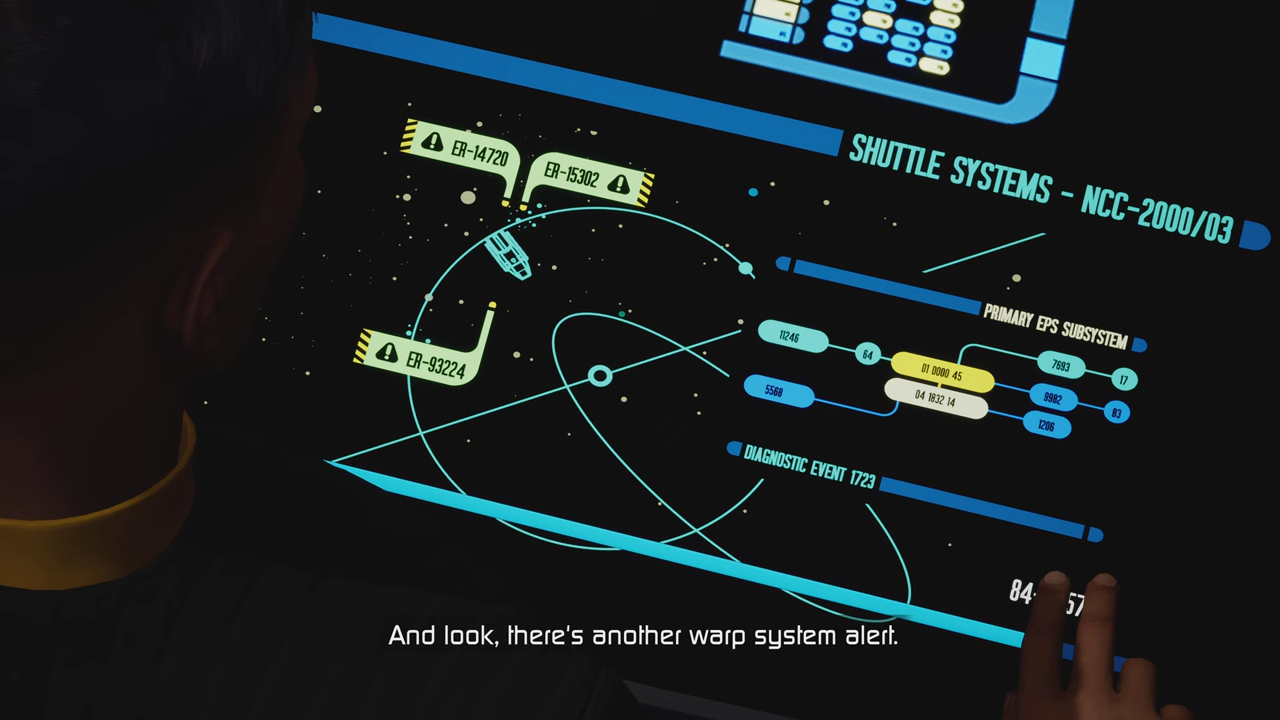 SHUTTLE SYSTEMS - NCC-2000/03
ER-14720
ER-15302
ER-93224
PRIMARY EPS SUBSYSTEM
11246
64
01 0000 45
7693
17
5568
04 1832 14
9982
83
1206
DIAGNOSTIC EVENT 1723
And look, there's another warp system alert.